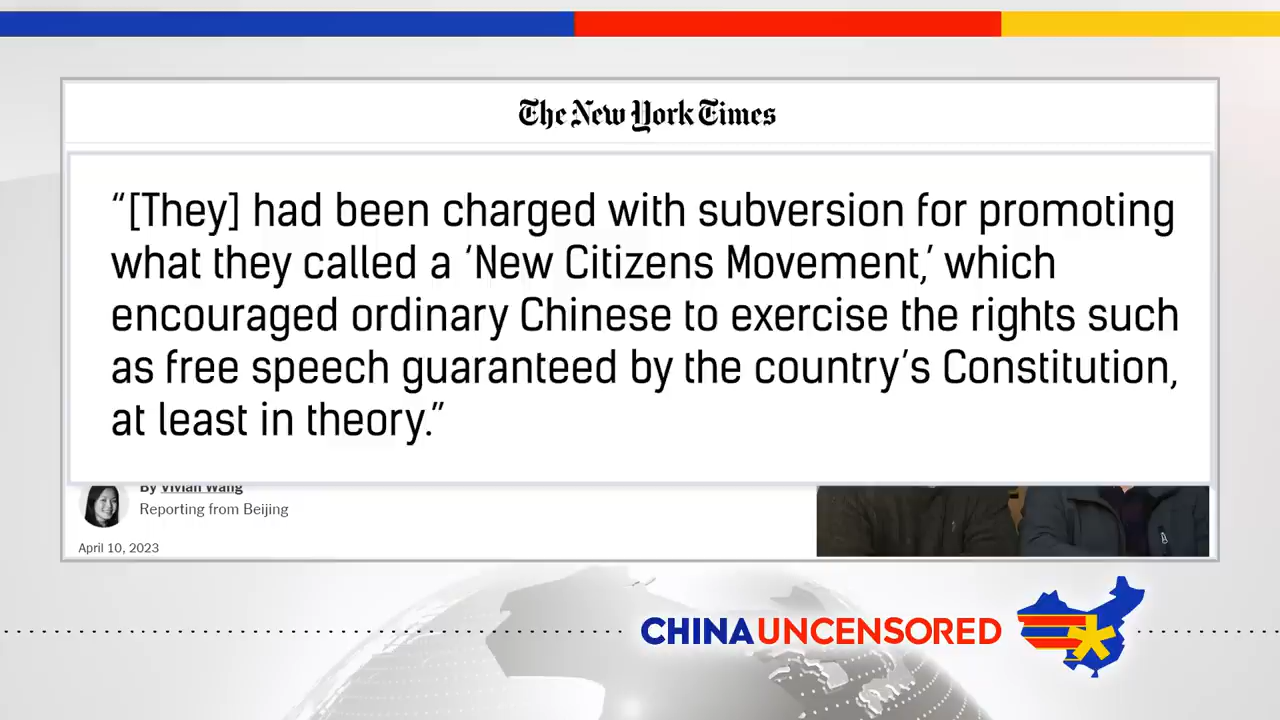 The New York Times
“[They] had been charged with subversion for promoting
what they called a ‘New Citizens Movement,’ which
encouraged ordinary Chinese to exercise the rights such
as free speech guaranteed by the country’s Constitution,
at least in theory.”
By Vivian Wang
Reporting from Beijing
April 10, 2023
CHINA UNCENSORED